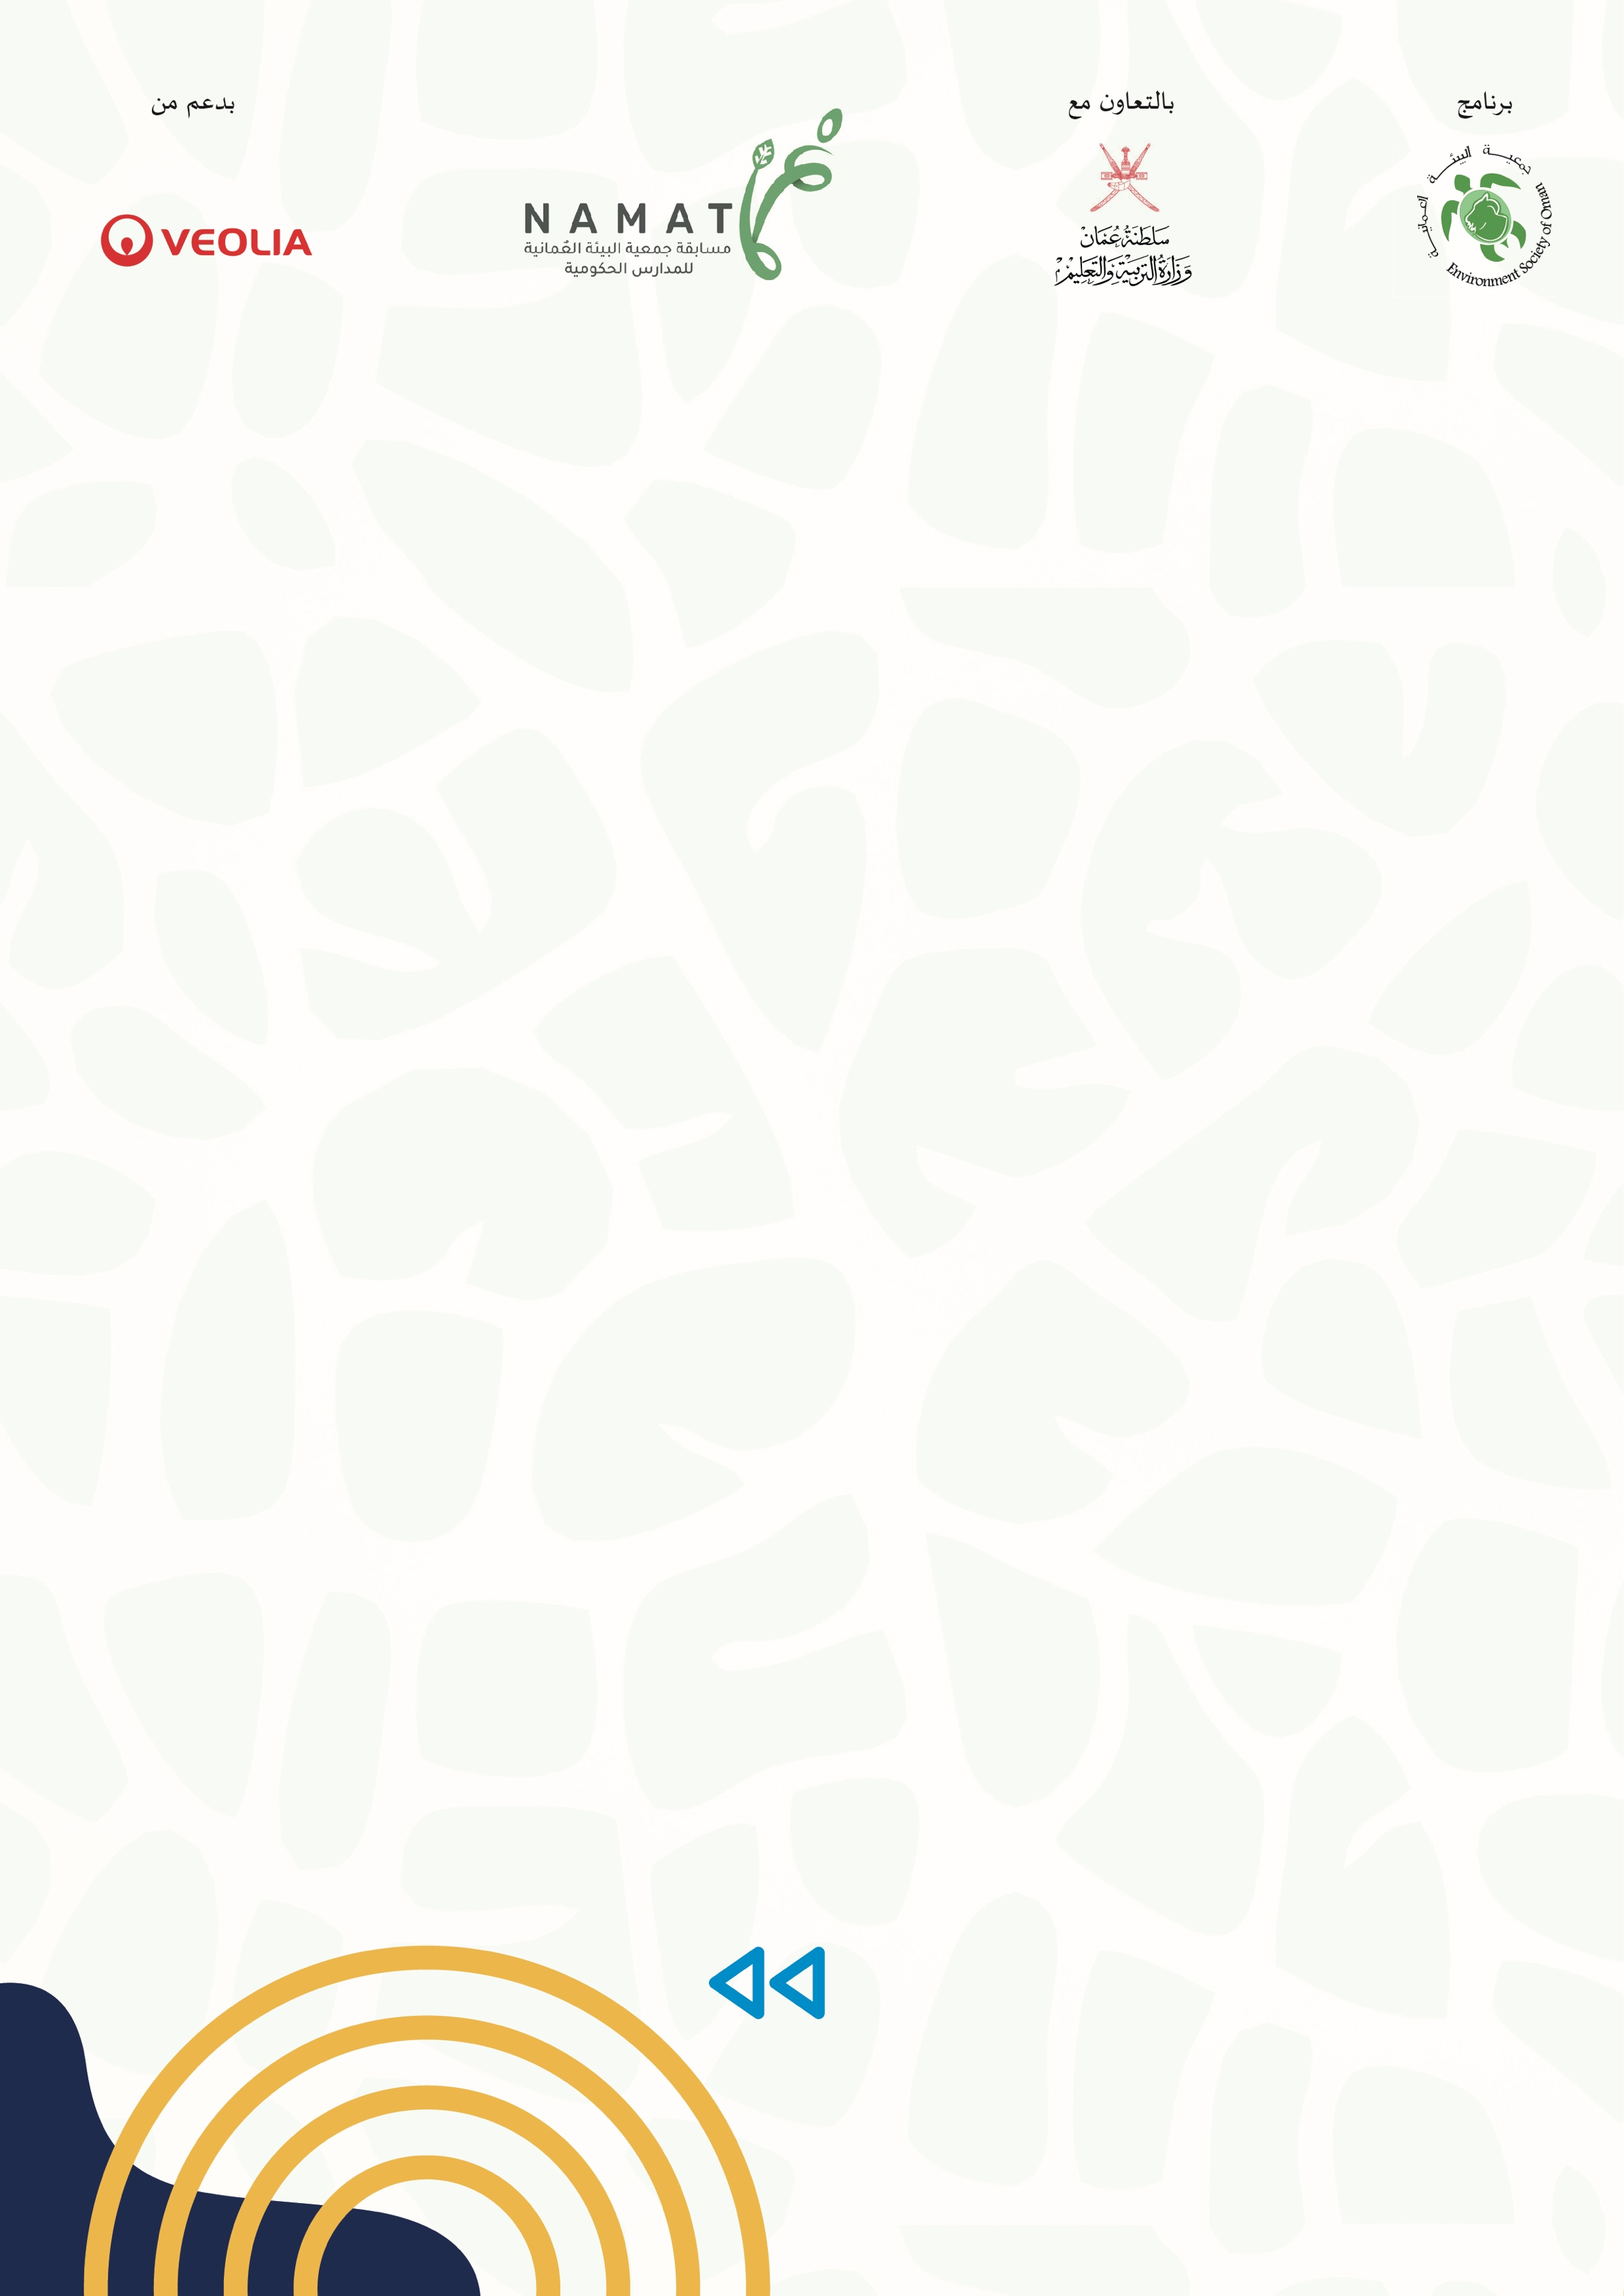 برنامج
جمعية البيئة العمانية
Environment Society of Oman
بالتعاون مع
سلطنة عمان
وزارة التربية والتعليم
NAMAT
مسابقة جمعية البيئة العُمانية
للمدارس الحكومية
بدعم من
VEOLIA